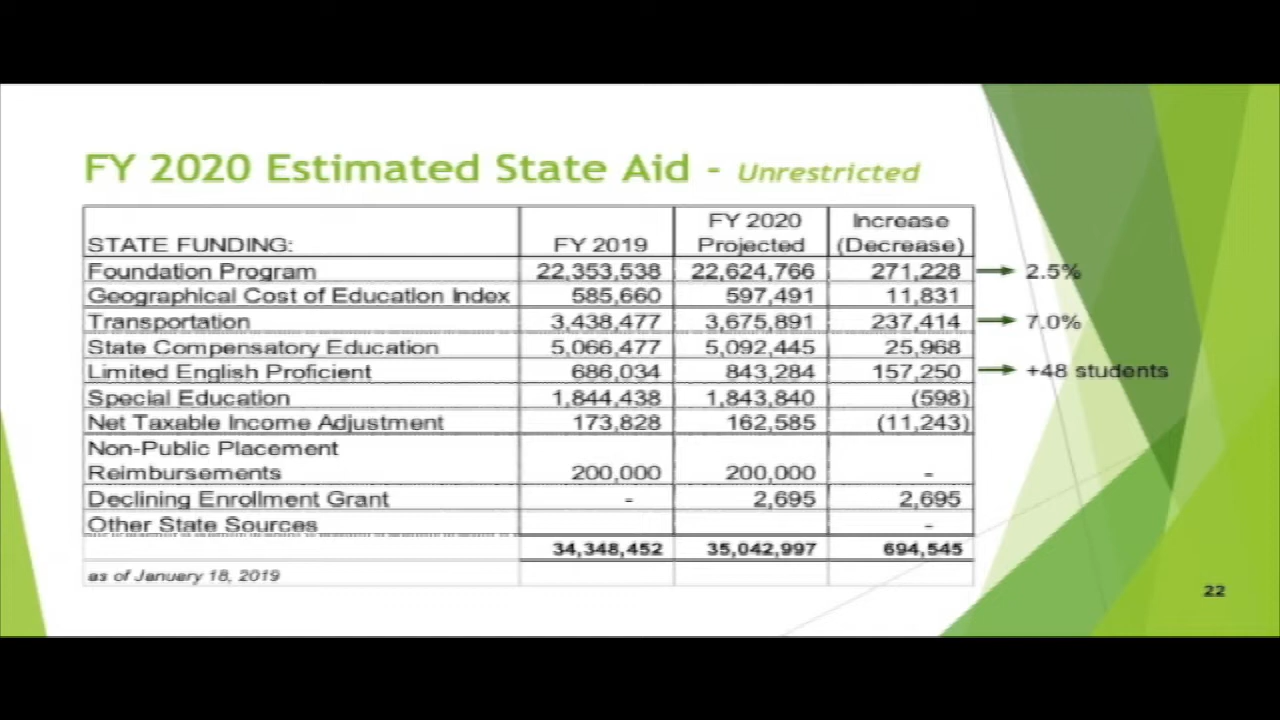 FY 2020 Estimated State Aid - Unrestricted
STATE FUNDING: FY 2019 FY 2020 Projected Increase (Decrease)
Foundation Program 22,353,538 22,624,766 271,228 2.5%
Geographical Cost of Education Index 585,660 597,491 11,831
Transportation 3,438,477 3,675,891 237,414 7.0%
State Compensatory Education 5,066,477 5,092,445 25,968
Limited English Proficient 686,034 843,284 157,250 +48 students
Special Education 1,844,438 1,843,840 (598)
Net Taxable Income Adjustment 173,828 162,585 (11,243)
Non-Public Placement
Reimbursements 200,000 200,000 -
Declining Enrollment Grant - 2,695 2,695
Other State Sources -
34,348,452 35,042,997 694,545
as of January 18, 2019
22